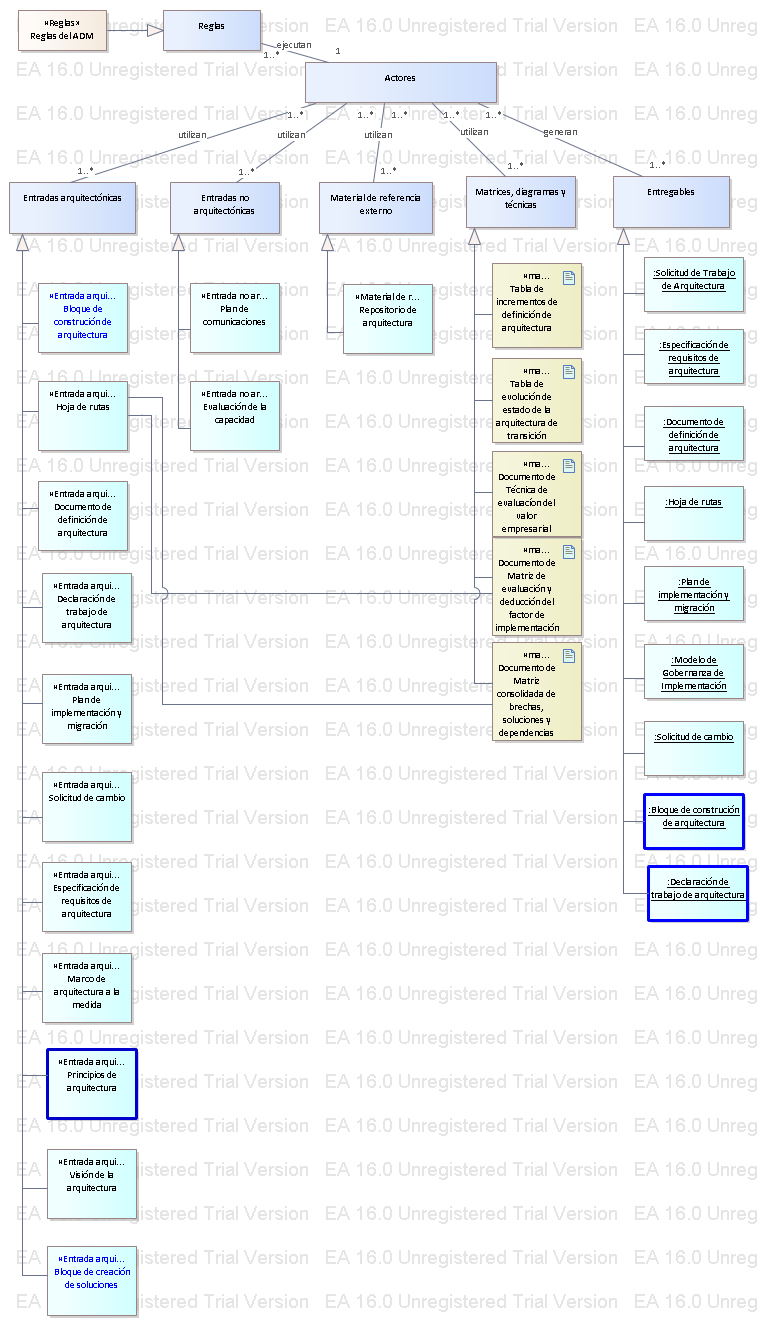 «Reglas»
Reglas del ADM
Reglas
ejecutan
1..*
1
Actores
1..*
1..*
1..*
1..*
1..*
utilizan
utilizan
utilizan
utilizan
generan
1..*
1..*
1..*
1..*
1..*
Entradas arquitectónicas
Entradas no
arquitectónicas
Material de referencia
externo
Matrices, diagramas y
técnicas
Entregables
«Entrada arqui...
Bloque de
construción de
arquitectura
«Entrada arqui...
Hoja de rutas
«Entrada arqui...
Documento de
definición de
arquitectura
«Entrada arqui...
Declaración de
trabajo de
arquitectura
«Entrada arqui...
Plan de
implementación y
migración
«Entrada arqui...
Solicitud de cambio
«Entrada arqui...
Especificación de
requisitos de
arquitectura
«Entrada arqui...
Marco de
arquitectura a la
medida
«Entrada arqui...
Principios de
arquitectura
«Entrada arqui...
Visión de la
arquitectura
«Entrada arqui...
Bloque de creación
de soluciones
«Entrada no ar...
Plan de
comunicaciones
«Entrada no ar...
Evaluación de la
capacidad
«Material de r...
Repositorio de
arquitectura
«ma...
Tabla de
incrementos de
definición de
arquitectura
«ma...
Tabla de
evolución de
estado de la
arquitectura de
transición
«ma...
Documento de
Técnica de
evaluación del
valor
empresarial
«ma...
Documento de
Matriz de
evaluación y
deducción del
factor de
implementación
«ma...
Documento de
Matriz
consolidada de
brechas,
soluciones y
dependencias
:Solicitud de Trabajo
de Arquitectura
:Especificación de
requisitos de
arquitectura
:Documento de
definición de
arquitectura
:Hoja de rutas
:Plan de
implementación y
migración
:Modelo de
Gobernanza de
Implementación
:Solicitud de cambio
:Bloque de construción
de arquitectura
:Declaración de
trabajo de arquitectura
EA 16.0 Unregistered Trial Version